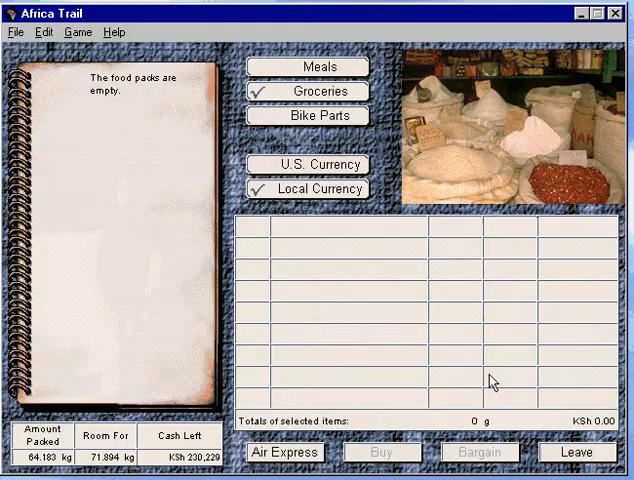 Africa Trail
File Edit Game Help
The food packs are
empty.
Meals
Groceries
Bike Parts
U.S. Currency
Local Currency
Totals of selected items: 0 g KSh 0.00
Amount
Packed
Room For
Cash Left
64.183 kg 71.894 kg KSh 230,229
Air Express Buy Bargain Leave